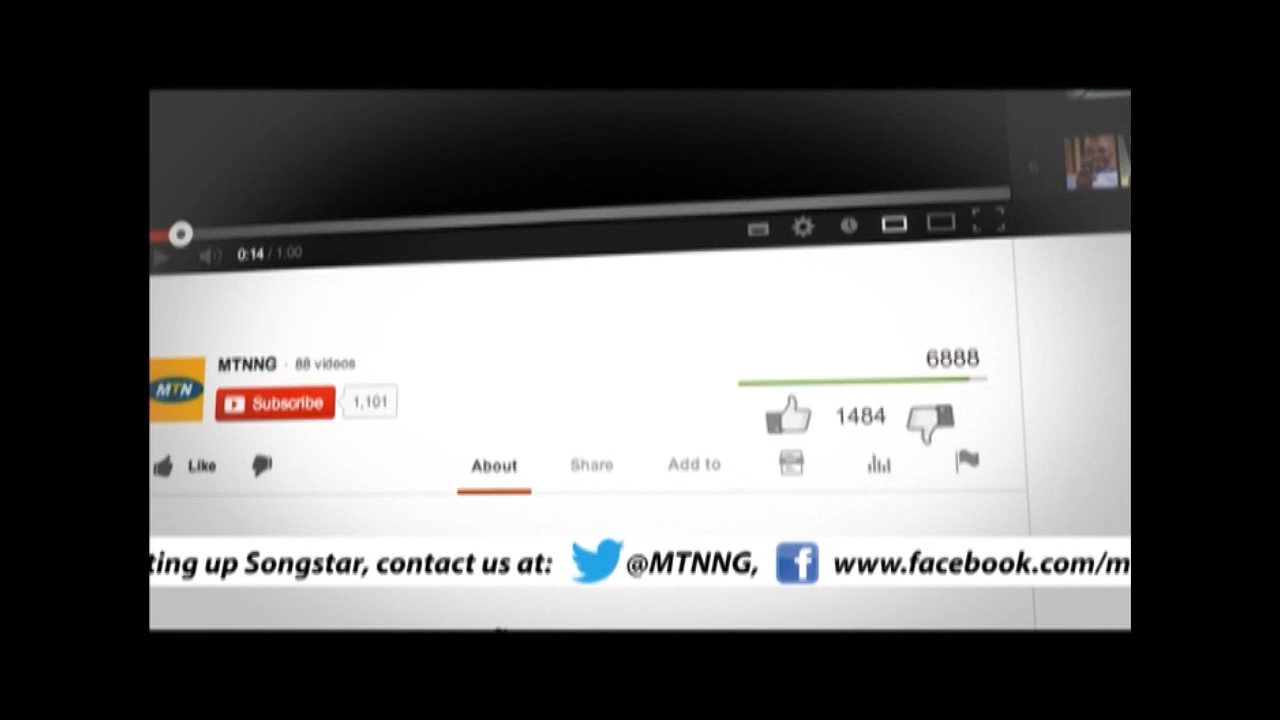 6
0:14 / 1:00
MTN
MTNNG · 88 videos
Subscribe 1,101
6888
1484
Like
About Share Add to
ting up Songstar, contact us at: @MTNNG, f www.facebook.com/m